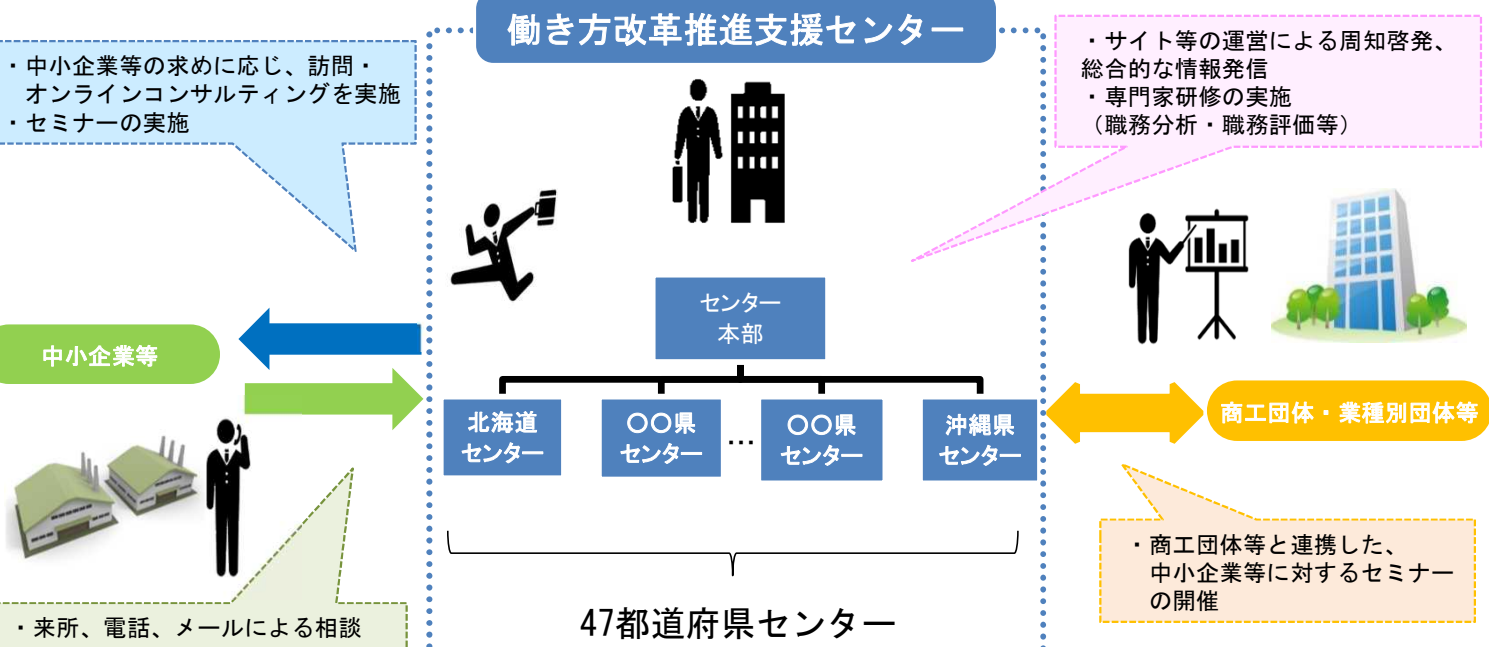 働き方改革推進支援センター
・中小企業等の求めに応じ、訪問・
オンラインコンサルティングを実施
・セミナーの実施
・サイト等の運営による周知啓発、
総合的な情報発信
・専門家研修の実施
（職務分析・職務評価等）
センター
本部
中小企業等
北海道
センター
〇〇県
センター
…
〇〇県
センター
沖縄県
センター
商工団体・業種別団体等
・商工団体等と連携した、
中小企業等に対するセミナー
の開催
・来所、電話、メールによる相談
47都道府県センター